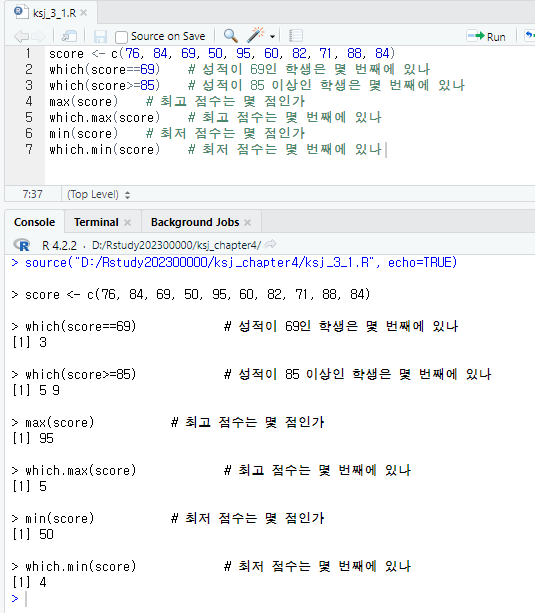 ksj_3_1.R
Source on Save
Run
1 score <- c(76, 84, 69, 50, 95, 60, 82, 71, 88, 84)
2 which(score==69) # 성적이 69인 학생은 몇 번째에 있나
3 which(score>=85) # 성적이 85 이상인 학생은 몇 번째에 있나
4 max(score) # 최고 점수는 몇 점인가
5 which.max(score) # 최고 점수는 몇 번째에 있나
6 min(score) # 최저 점수는 몇 점인가
7 which.min(score) # 최저 점수는 몇 번째에 있나
7:37 (Top Level)
Console Terminal Background Jobs
R 4.2.2 · D:/Rstudy202300000/ksj_chapter4/
> source("D:/Rstudy202300000/ksj_chapter4/ksj_3_1.R", echo=TRUE)
> score <- c(76, 84, 69, 50, 95, 60, 82, 71, 88, 84)
> which(score==69) # 성적이 69인 학생은 몇 번째에 있나
[1] 3
> which(score>=85) # 성적이 85 이상인 학생은 몇 번째에 있나
[1] 5 9
> max(score) # 최고 점수는 몇 점인가
[1] 95
> which.max(score) # 최고 점수는 몇 번째에 있나
[1] 5
> min(score) # 최저 점수는 몇 점인가
[1] 50
> which.min(score) # 최저 점수는 몇 번째에 있나
[1] 4
>